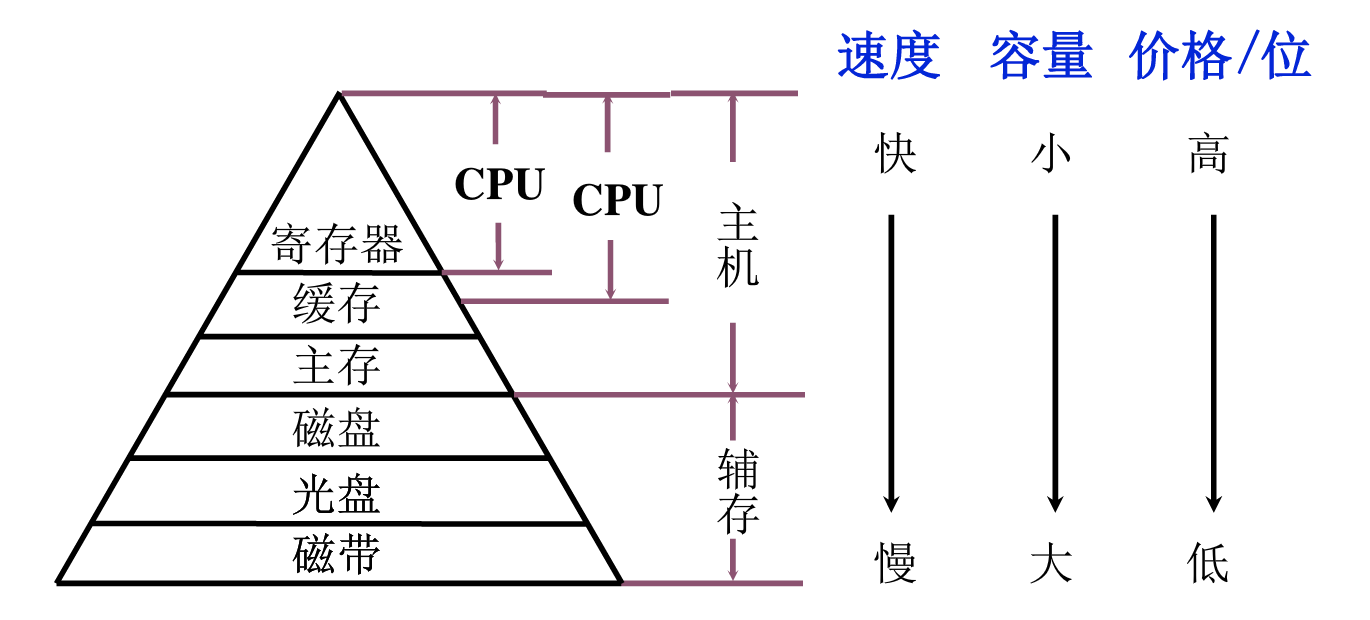 速度 容量 价格/位
快 小 高
CPU
CPU
主机
寄存器
缓存
主存
磁盘
辅存
光盘
磁带
慢 大 低